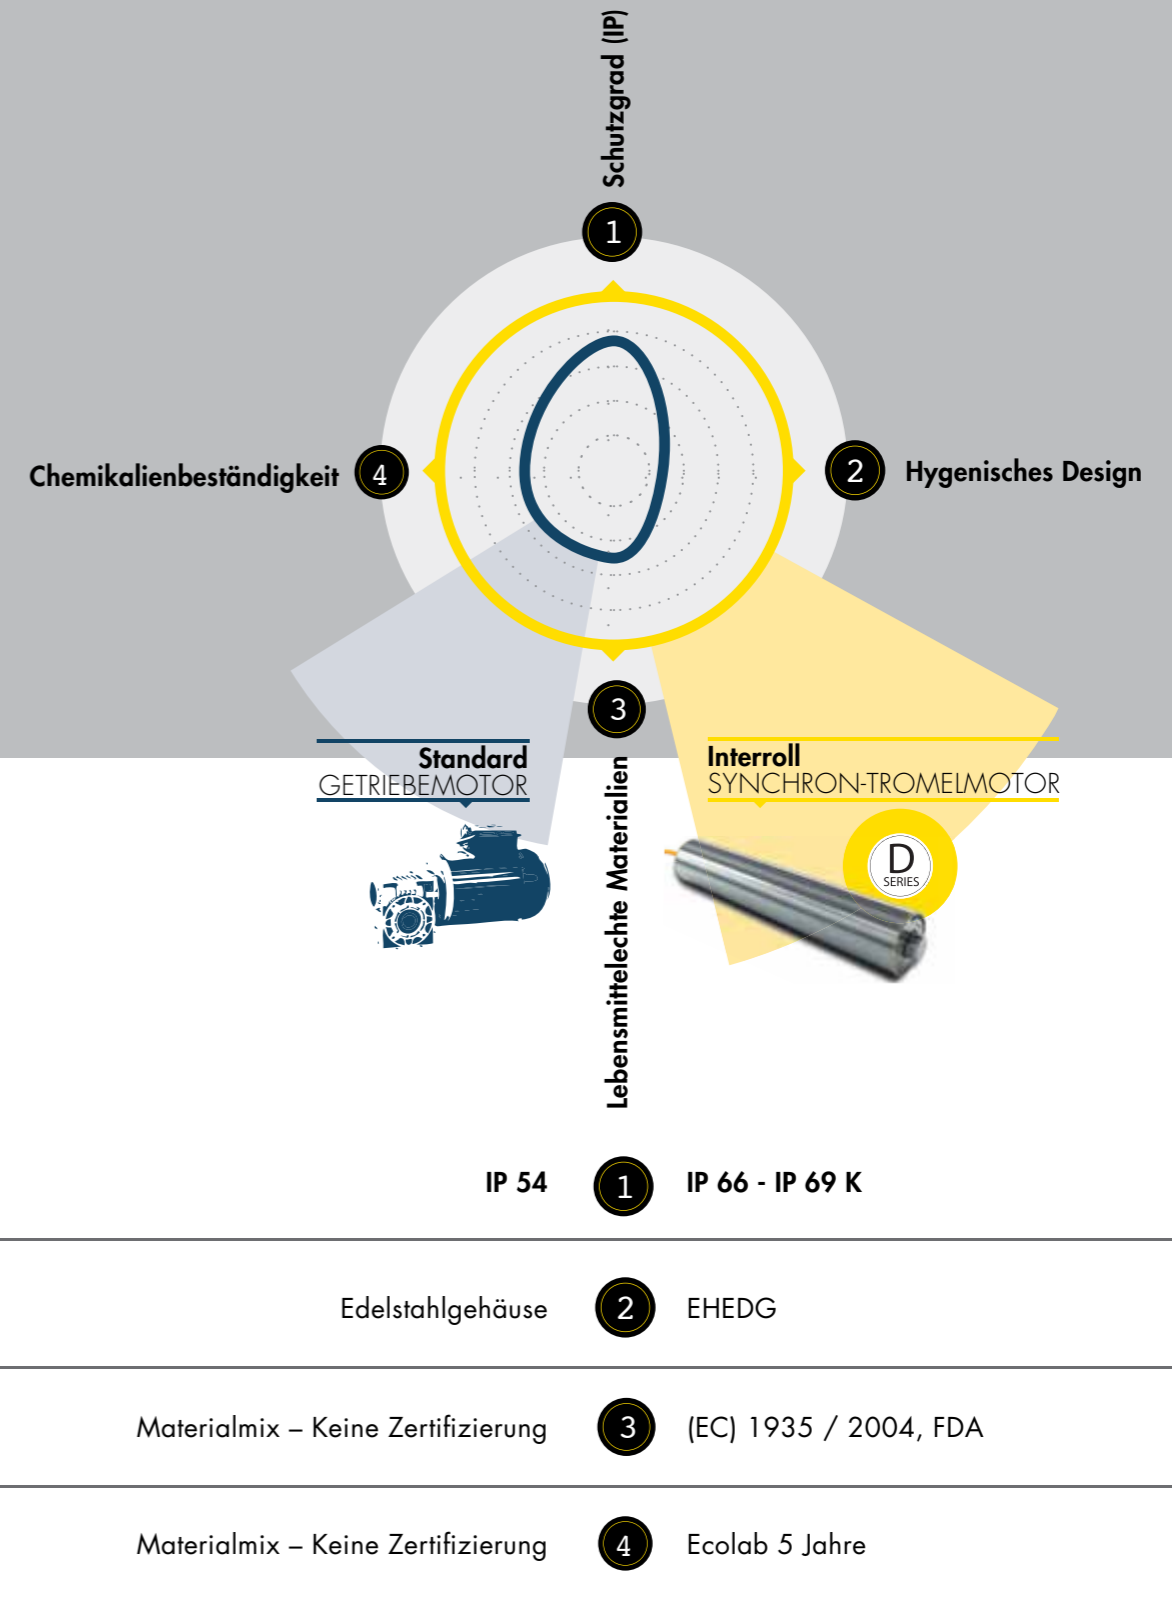 Schutzgrad (IP)
1
Chemikalienbeständigkeit 4
2 Hygenisches Design
3
Lebensmittelechte Materialien
Standard
GETRIEBEMOTOR
Interroll
SYNCHRON-TROMELMOTOR
D
SERIES
IP 54 1 IP 66 - IP 69 K
Edelstahlgehäuse 2 EHEDG
Materialmix – Keine Zertifizierung 3 (EC) 1935 / 2004, FDA
Materialmix – Keine Zertifizierung 4 Ecolab 5 Jahre